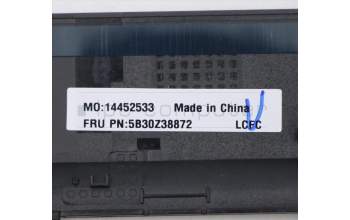 MO:14452533 Made in China
FRU PN:5B30Z38872 LCFC